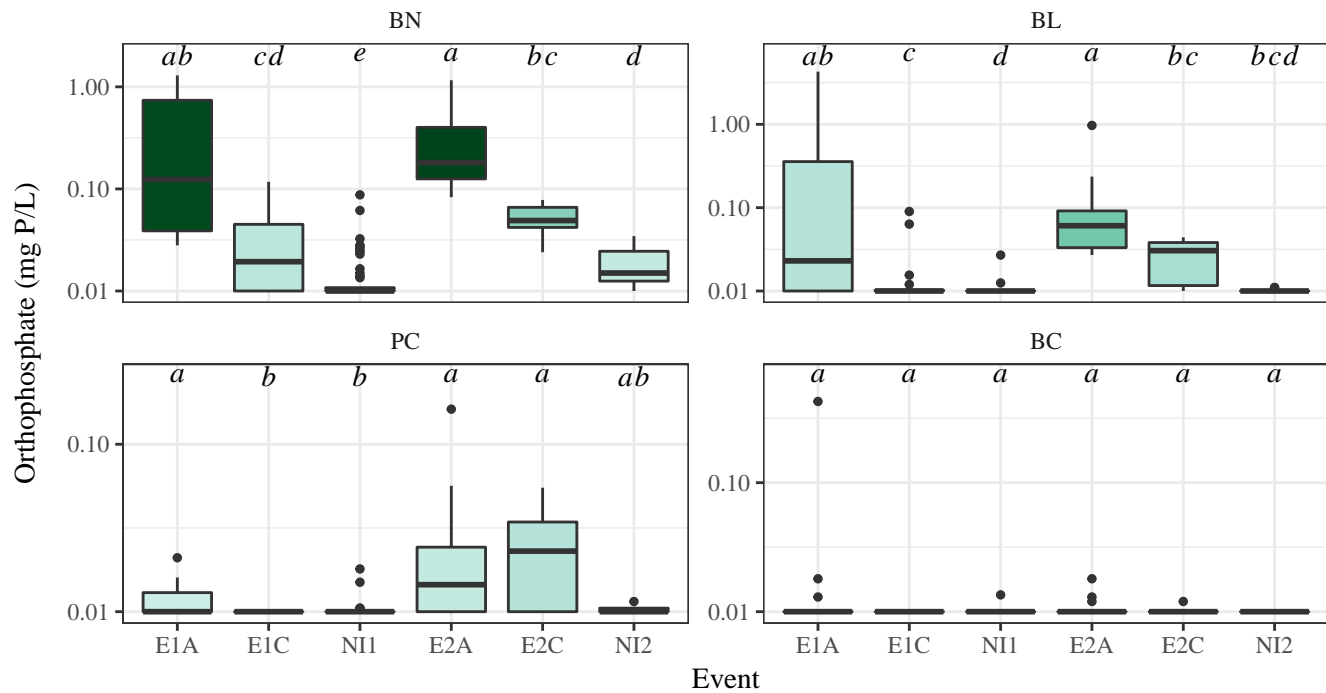 BN
BL
ab cd e a bc d
ab c d a bc bcd
1.00
0.10
0.01
1.00
0.10
0.01
PC
BC
a b b a a ab
a a a a a a
0.10
0.01
0.10
0.01
E1A E1C NI1 E2A E2C NI2
E1A E1C NI1 E2A E2C NI2
Event
Orthophosphate (mg P/L)